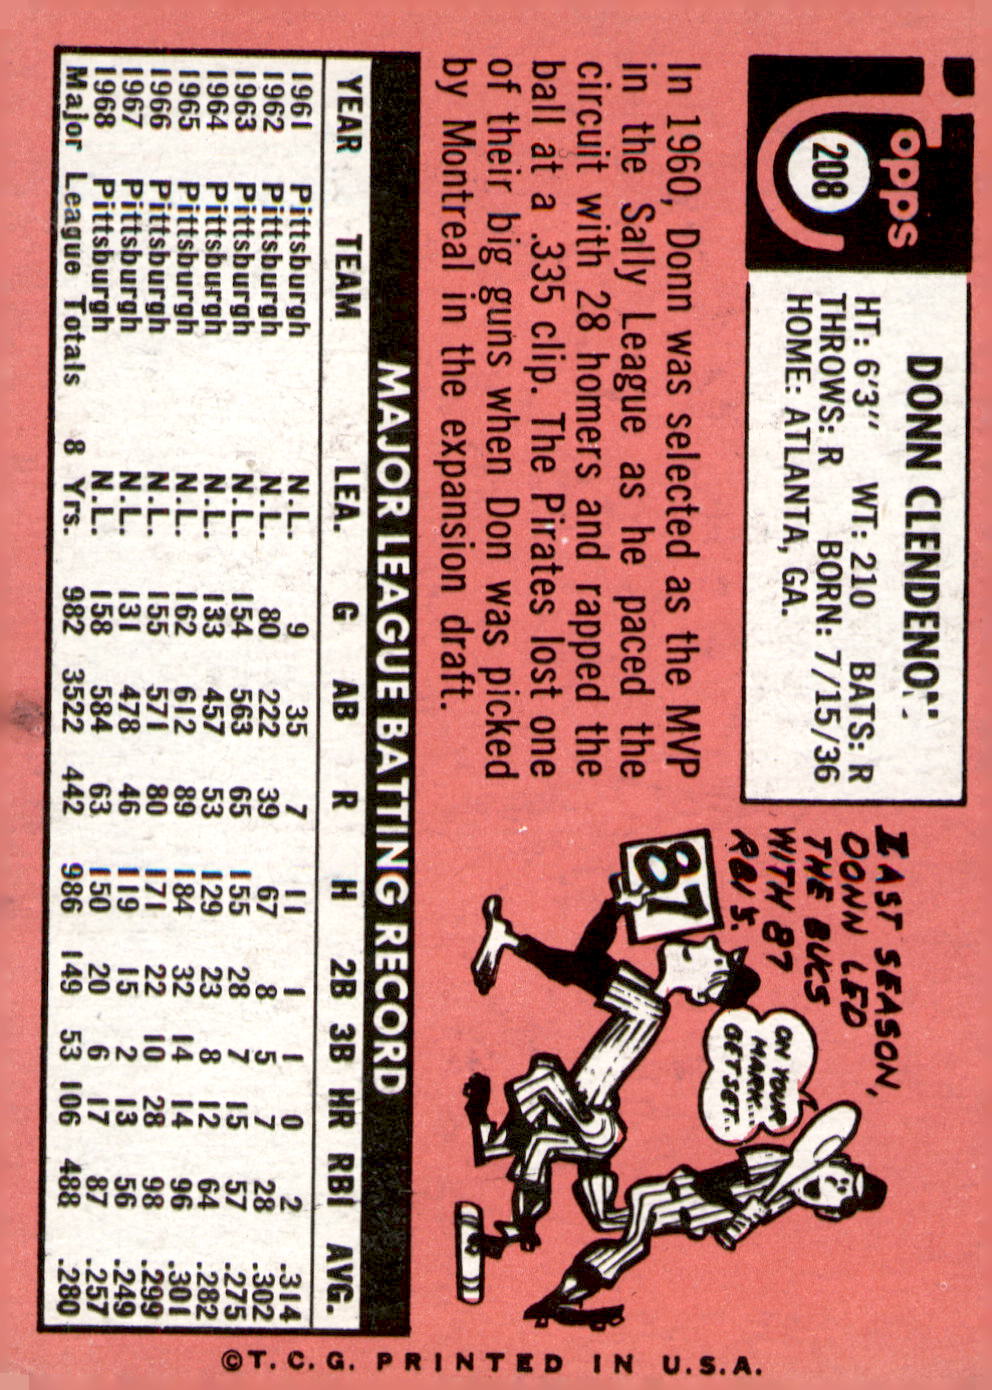 Topps
208
DONN CLENDENON
HT: 6'3" WT: 210 BATS: R
THROWS: R BORN: 7/15/36
HOME: ATLANTA, GA.
In 1960, Donn was selected as the MVP
in the Sally League as he paced the
circuit with 28 homers and rapped the
ball at a .335 clip. The Pirates lost one
of their big guns when Don was picked
by Montreal in the expansion draft.
LAST SEASON,
DONN LED
THE BUCS
WITH 87
RBI'S.
ON YOUR
MARK...
GET SET...
87
MAJOR LEAGUE BATTING RECORD
YEAR TEAM LEA. G AB R H 2B 3B HR RBI AVG.
1961 Pittsburgh N.L. 9 35 7 11 1 1 0 2 .314
1962 Pittsburgh N.L. 80 222 39 67 8 5 7 28 .302
1963 Pittsburgh N.L. 154 563 65 155 28 7 15 57 .275
1964 Pittsburgh N.L. 133 457 53 129 23 8 12 64 .282
1965 Pittsburgh N.L. 162 612 89 184 32 14 14 96 .301
1966 Pittsburgh N.L. 155 571 80 171 22 10 28 98 .299
1967 Pittsburgh N.L. 131 478 46 119 15 2 13 56 .249
1968 Pittsburgh N.L. 158 584 63 150 20 6 17 87 .257
Major League Totals 8 Yrs. 982 3522 442 986 149 53 106 488 .280
©T.C.G. PRINTED IN U.S.A.